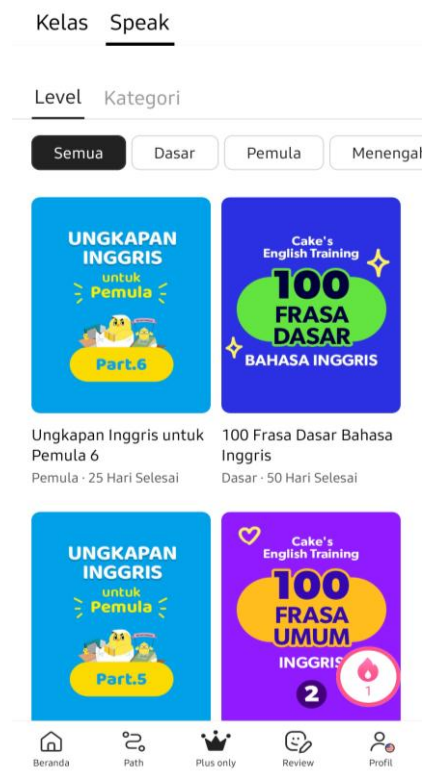 Kelas Speak
Level Kategori
Semua Dasar Pemula Menengah
UNGKAPAN
INGGRIS
untuk
Pemula
Part.6
Cake's
English Training
100
FRASA
DASAR
BAHASA INGGRIS
Ungkapan Inggris untuk
Pemula 6
Pemula · 25 Hari Selesai
100 Frasa Dasar Bahasa
Inggris
Dasar · 50 Hari Selesai
UNGKAPAN
INGGRIS
untuk
Pemula
Part.5
Cake's
English Training
100
FRASA
UMUM
INGGRIS
2
1
Beranda Path Plus only Review Profil